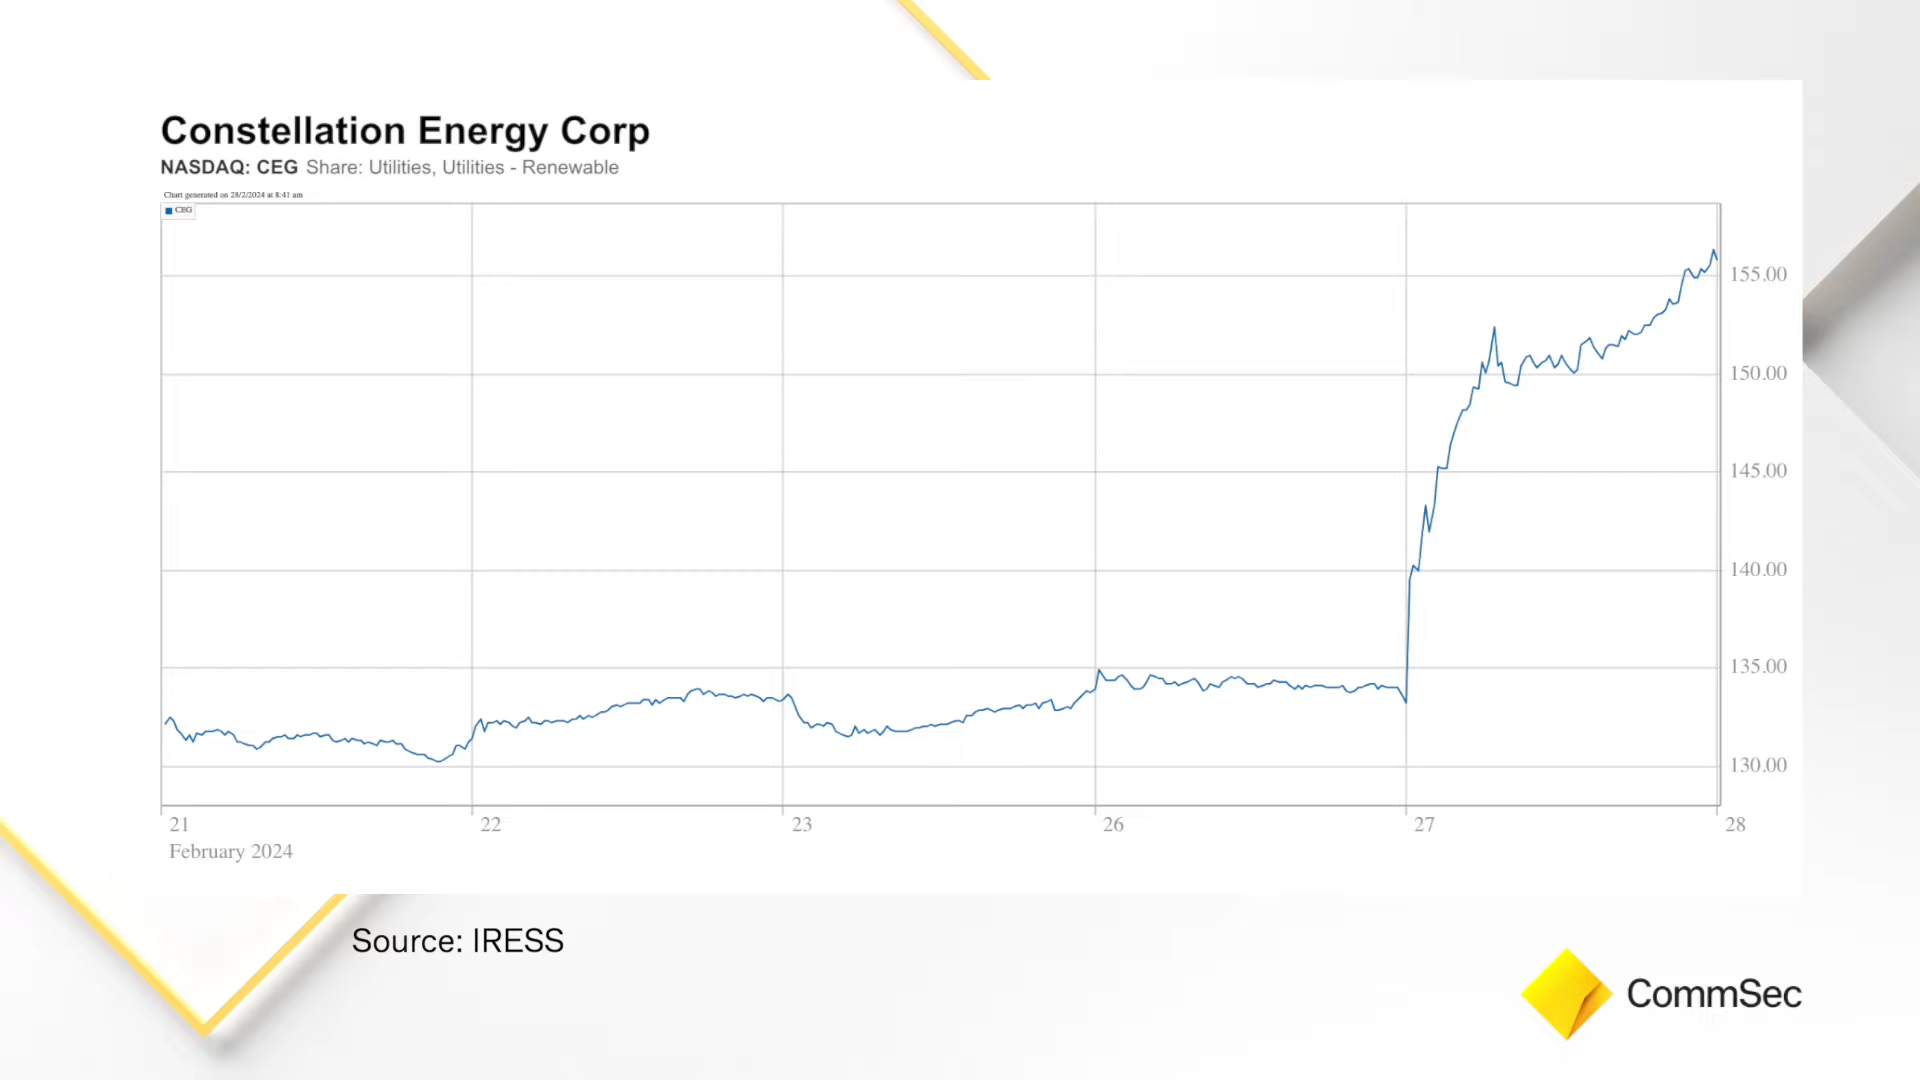 Constellation Energy Corp
NASDAQ: CEG Share: Utilities, Utilities - Renewable
Chart generated on 28/2/2024 at 8:41 am
CEG
155.00
150.00
145.00
140.00
135.00
130.00
21 22 23 26 27 28
February 2024
Source: IRESS
CommSec